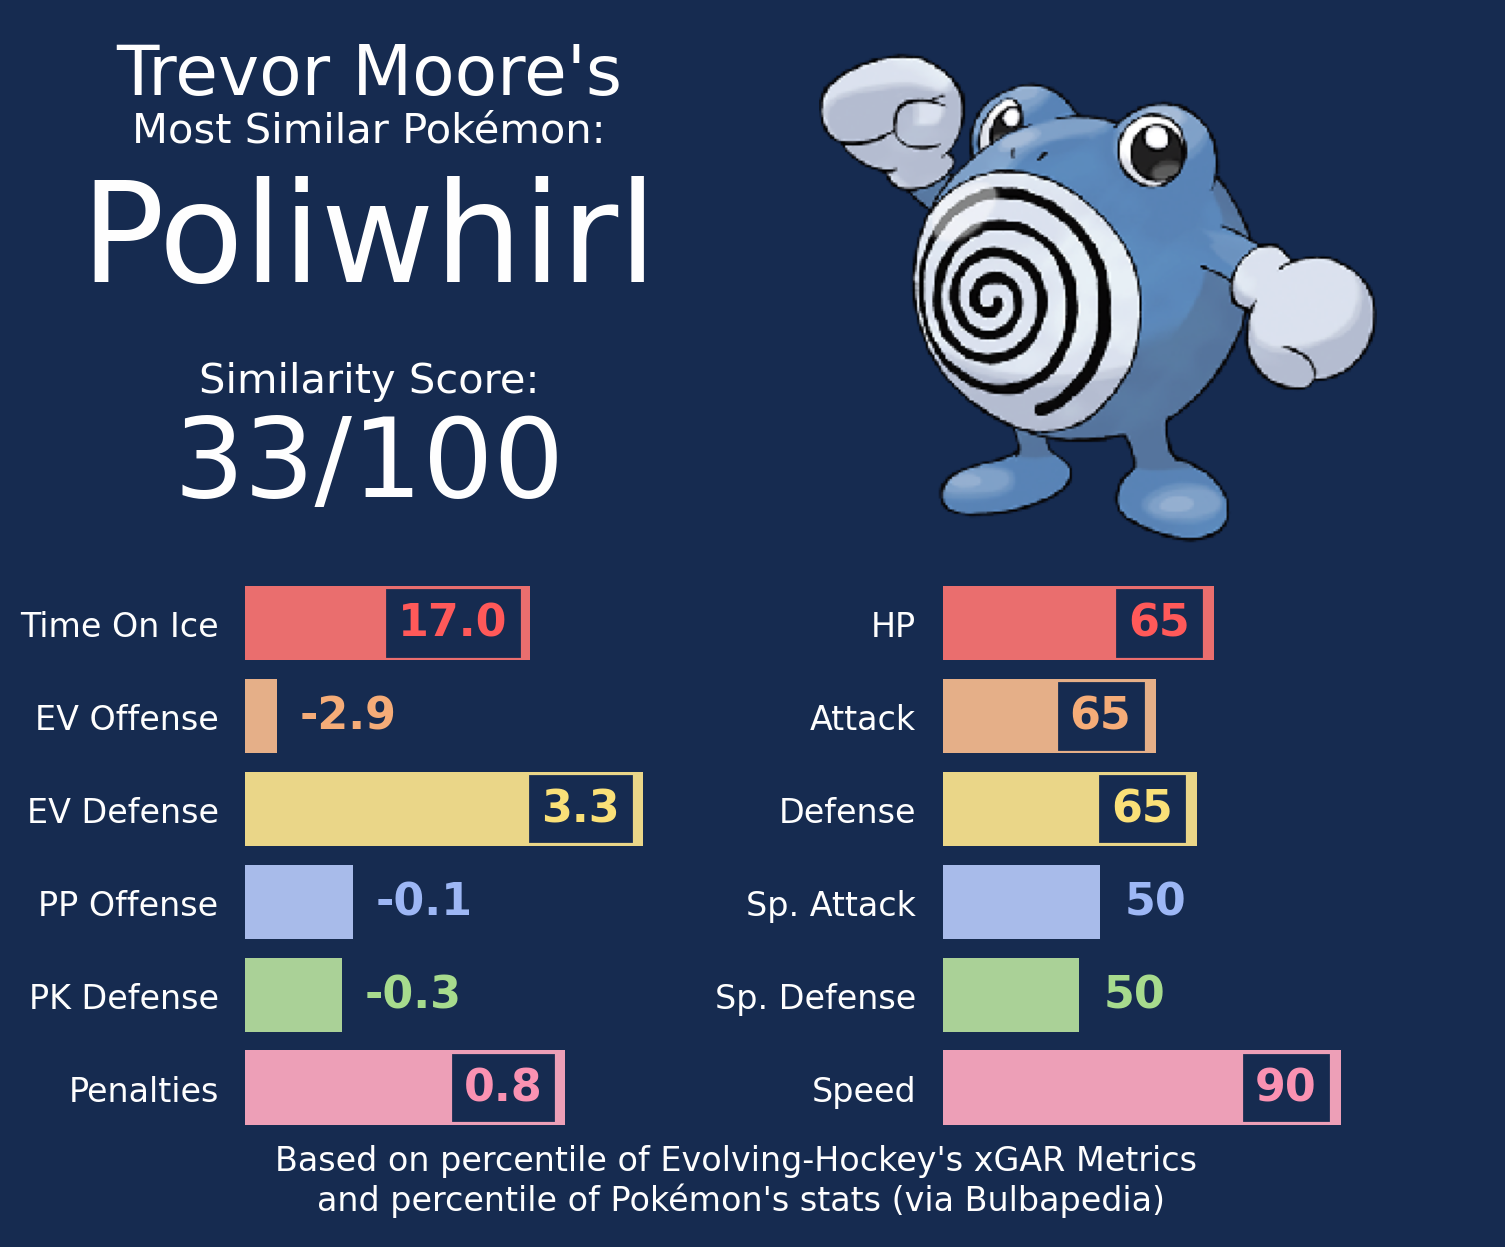 Trevor Moore's
Most Similar Pokémon:
Poliwhirl
Similarity Score:
33/100
Time On Ice 17.0
EV Offense -2.9
EV Defense 3.3
PP Offense -0.1
PK Defense -0.3
Penalties 0.8
HP 65
Attack 65
Defense 65
Sp. Attack 50
Sp. Defense 50
Speed 90
Based on percentile of Evolving-Hockey's xGAR Metrics
and percentile of Pokémon's stats (via Bulbapedia)